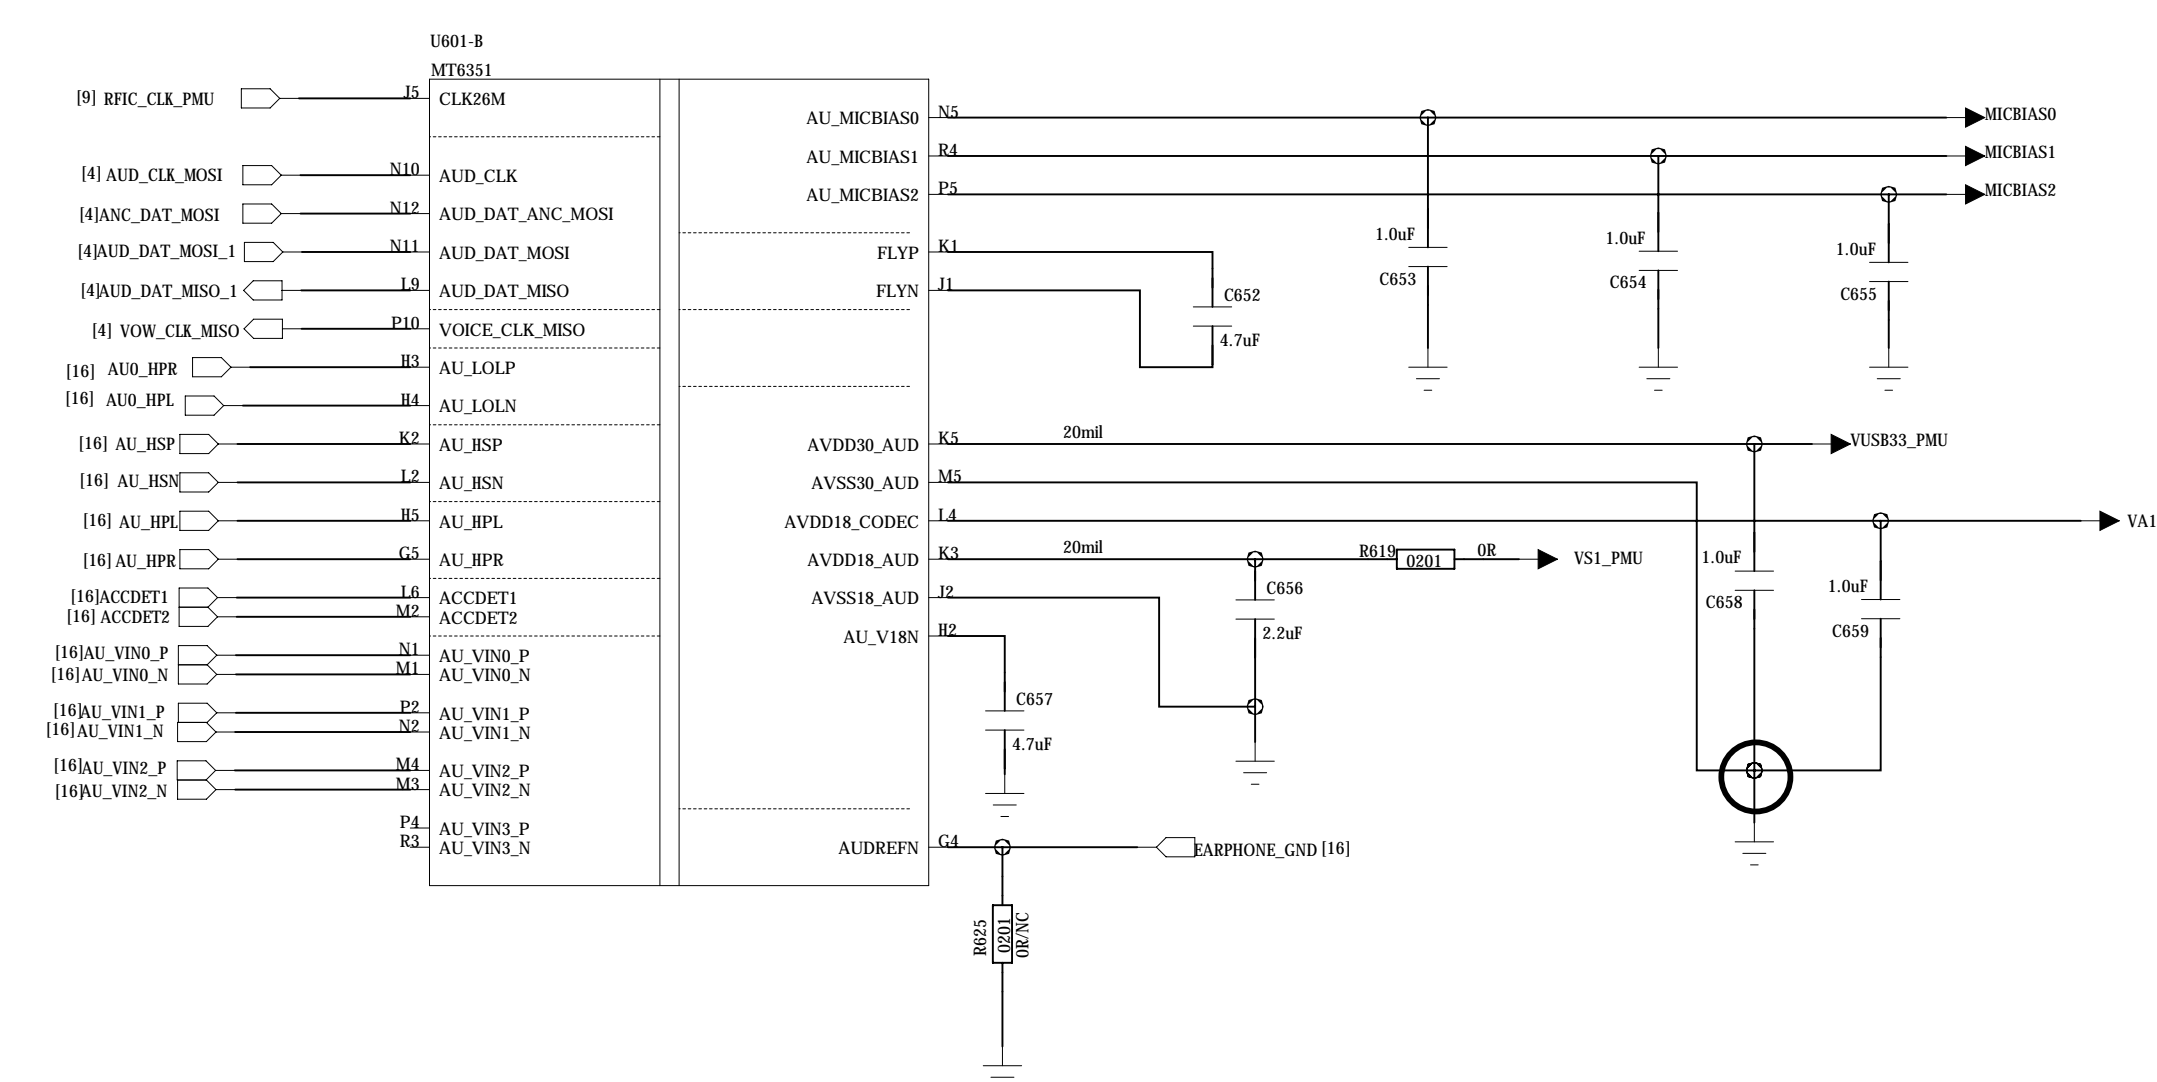 U601-B
MT6351
[9] RFIC_CLK_PMU J5 CLK26M
[4] AUD_CLK_MOSI N10 AUD_CLK
[4]ANC_DAT_MOSI N12 AUD_DAT_ANC_MOSI
[4]AUD_DAT_MOSI_1 N11 AUD_DAT_MOSI
[4]AUD_DAT_MISO_1 L9 AUD_DAT_MISO
[4] VOW_CLK_MISO P10 VOICE_CLK_MISO
[16] AU0_HPR H3 AU_LOLP
[16] AU0_HPL H4 AU_LOLN
[16] AU_HSP K2 AU_HSP
[16] AU_HSN L2 AU_HSN
[16] AU_HPL H5 AU_HPL
[16] AU_HPR G5 AU_HPR
[16]ACCDET1 L6 ACCDET1
[16] ACCDET2 M2 ACCDET2
[16]AU_VIN0_P N1 AU_VIN0_P
[16]AU_VIN0_N M1 AU_VIN0_N
[16]AU_VIN1_P P2 AU_VIN1_P
[16]AU_VIN1_N N2 AU_VIN1_N
[16]AU_VIN2_P M4 AU_VIN2_P
[16]AU_VIN2_N M3 AU_VIN2_N
P4 AU_VIN3_P
R3 AU_VIN3_N
AU_MICBIAS0 N5 MICBIAS0
AU_MICBIAS1 R4 MICBIAS1
AU_MICBIAS2 P5 MICBIAS2
1.0uF
C653
1.0uF
C654
1.0uF
C655
FLYP K1
FLYN J1
C652
4.7uF
AVDD30_AUD K5 20mil VUSB33_PMU
AVSS30_AUD M5
AVDD18_CODEC L4 VA1
AVDD18_AUD K3 20mil R619 0201 0R VS1_PMU
AVSS18_AUD J2
AU_V18N H2
C656
2.2uF
1.0uF
C658
1.0uF
C659
C657
4.7uF
AUDREFN G4 EARPHONE_GND [16]
R625
0201
0R/NC